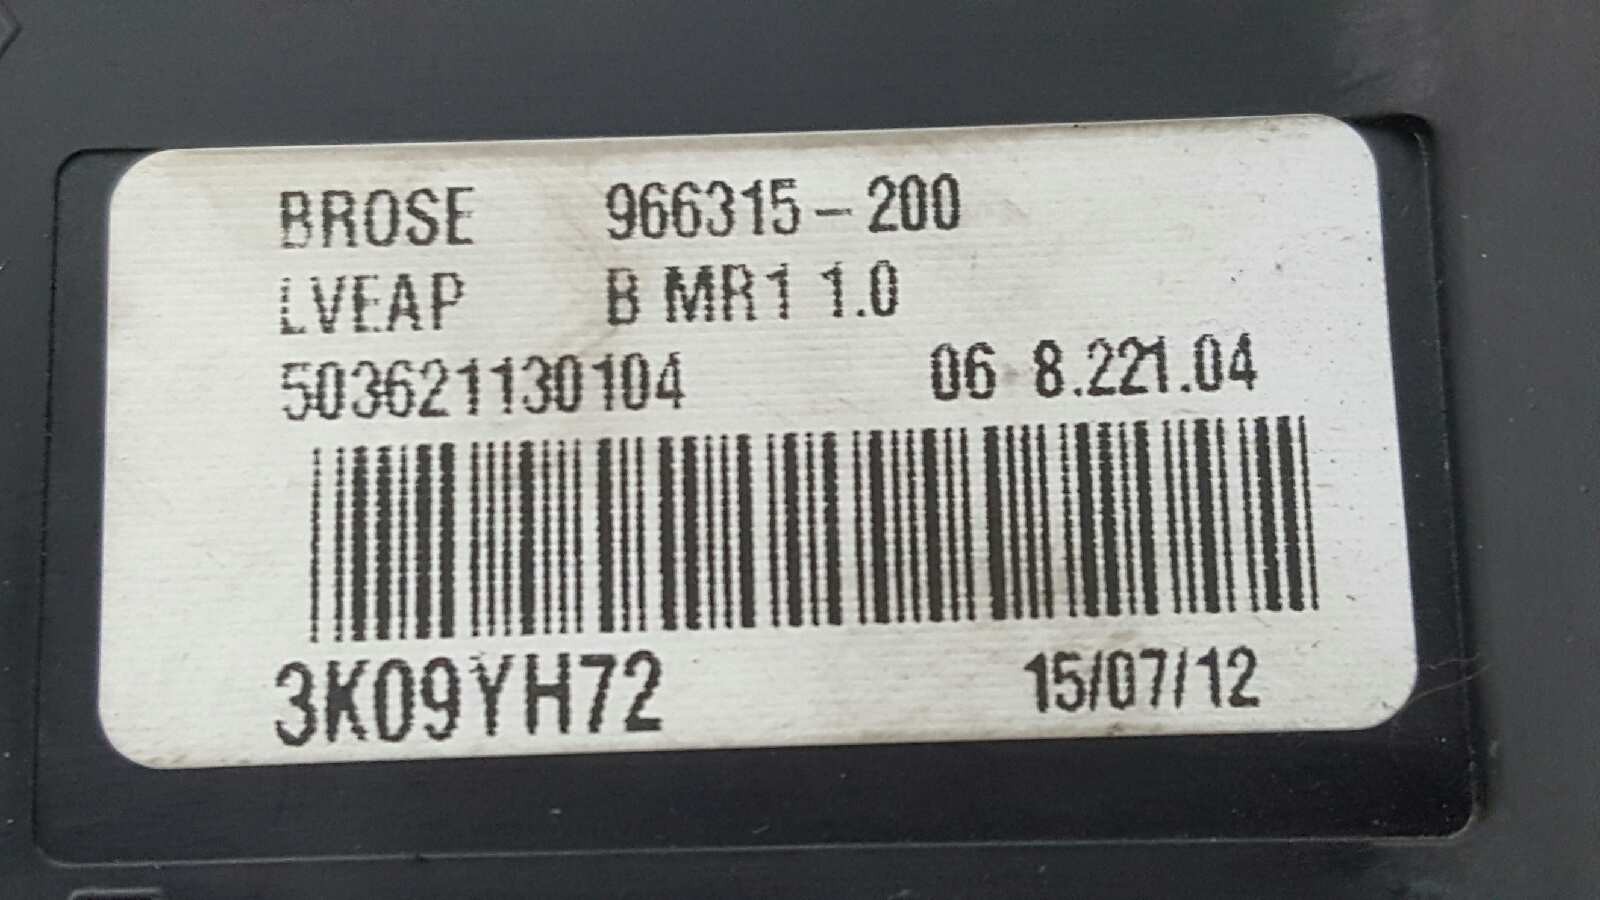 BROSE 966315-200
LVEAP B MR1 1.0
503621130104 06 8.221.04
3K09YH72 15/07/12